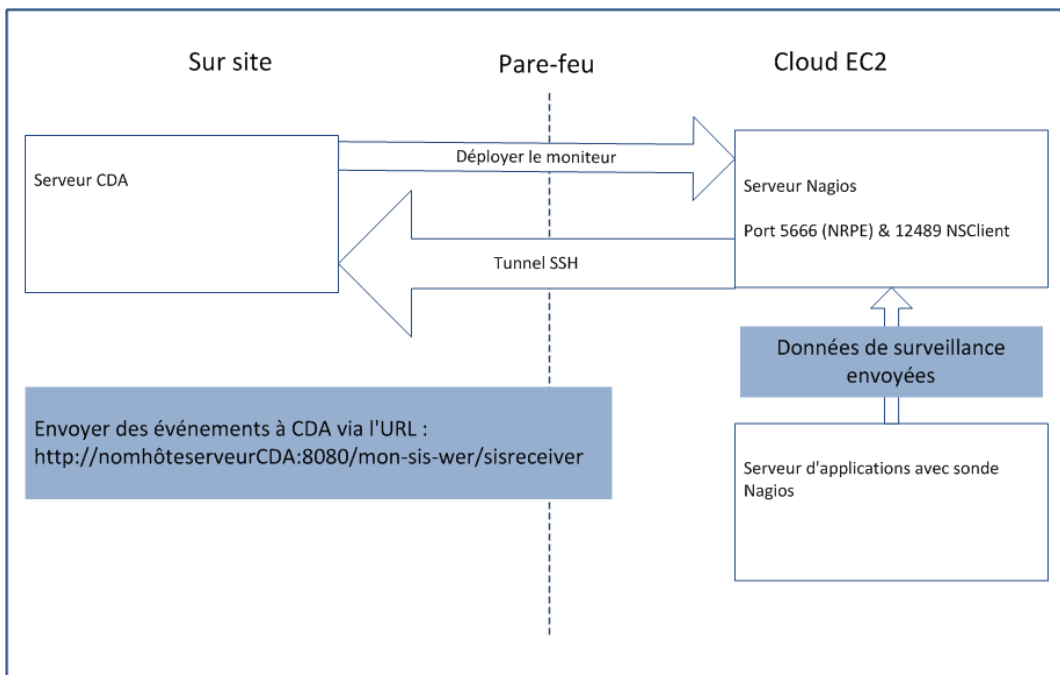 Sur site
Pare-feu
Cloud EC2
Serveur CDA
Déployer le moniteur
Serveur Nagios
Port 5666 (NRPE) & 12489 NSClient
Tunnel SSH
Données de surveillance
envoyées
Envoyer des événements à CDA via l'URL :
http://nomhôteserveurCDA:8080/mon-sis-wer/sisreceiver
Serveur d'applications avec sonde
Nagios